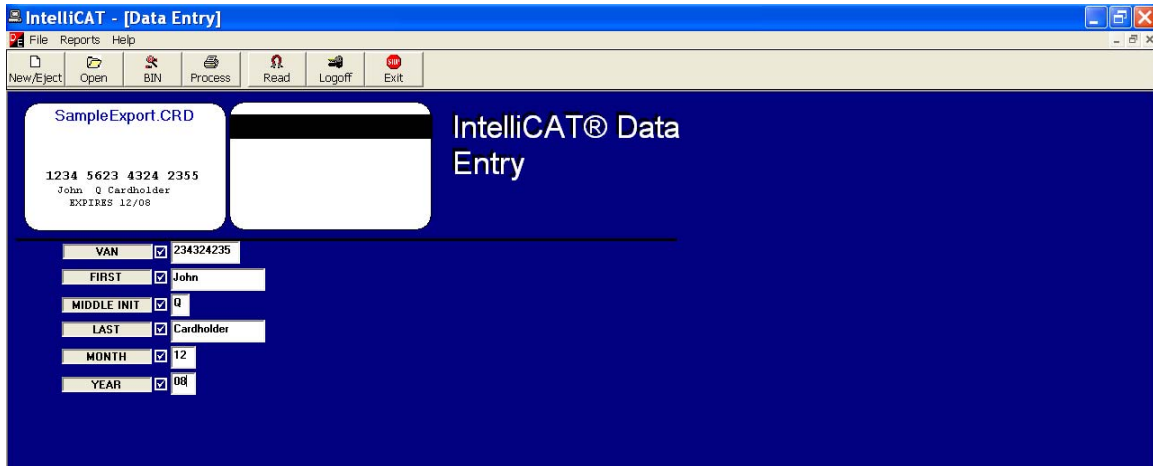 IntelliCAT - [Data Entry]
File Reports Help
New/Eject Open BIN Process Read Logoff Exit
SampleExport.CRD
1234 5623 4324 2355
John Q Cardholder
EXPIRES 12/08
IntelliCAT® Data
Entry
VAN 234324235
FIRST John
MIDDLE INIT Q
LAST Cardholder
MONTH 12
YEAR 08